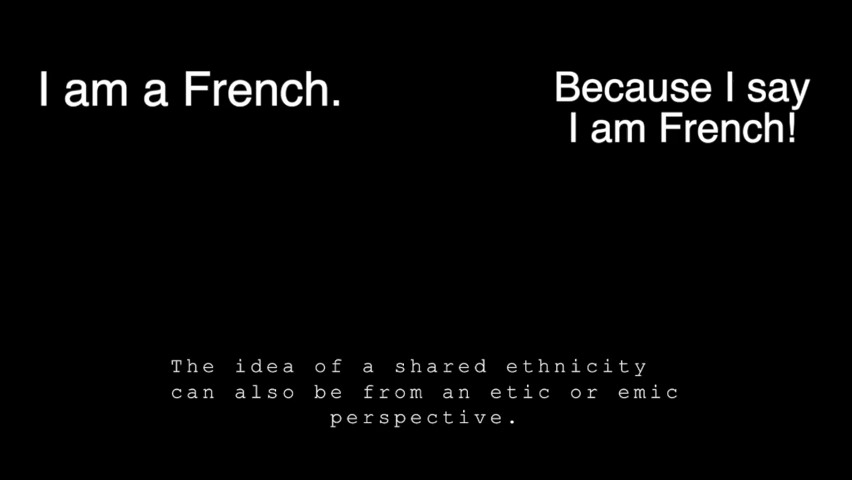 I am a French.
Because I say
I am French!
The idea of a shared ethnicity
can also be from an etic or emic
perspective.